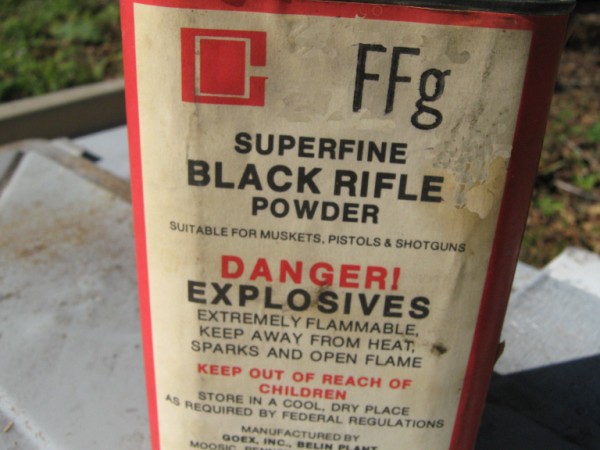 FFg
SUPERFINE
BLACK RIFLE
POWDER
SUITABLE FOR MUSKETS, PISTOLS & SHOTGUNS
DANGER!
EXPLOSIVES
EXTREMELY FLAMMABLE,
KEEP AWAY FROM HEAT,
SPARKS AND OPEN FLAME
KEEP OUT OF REACH OF
CHILDREN
STORE IN A COOL, DRY PLACE
AS REQUIRED BY FEDERAL REGULATIONS
MANUFACTURED BY
GOEX, INC., BELIN PLANT
MOOSIC,